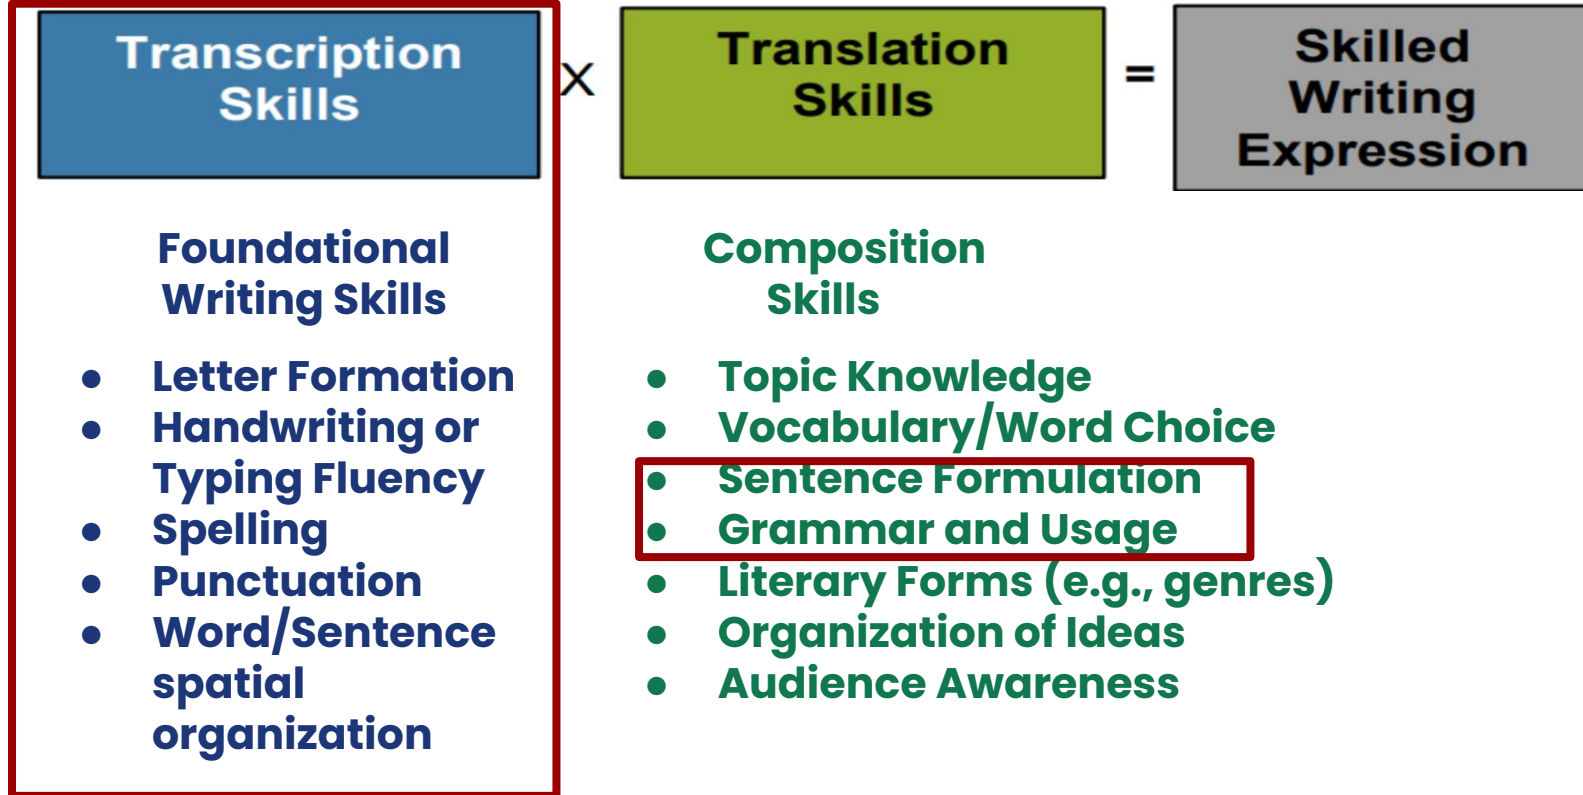 Transcription
Skills
X
Translation
Skills
=
Skilled
Writing
Expression
Foundational
Writing Skills
● Letter Formation
● Handwriting or
Typing Fluency
● Spelling
● Punctuation
● Word/Sentence
spatial
organization
Composition
Skills
● Topic Knowledge
● Vocabulary/Word Choice
● Sentence Formulation
● Grammar and Usage
● Literary Forms (e.g., genres)
● Organization of Ideas
● Audience Awareness